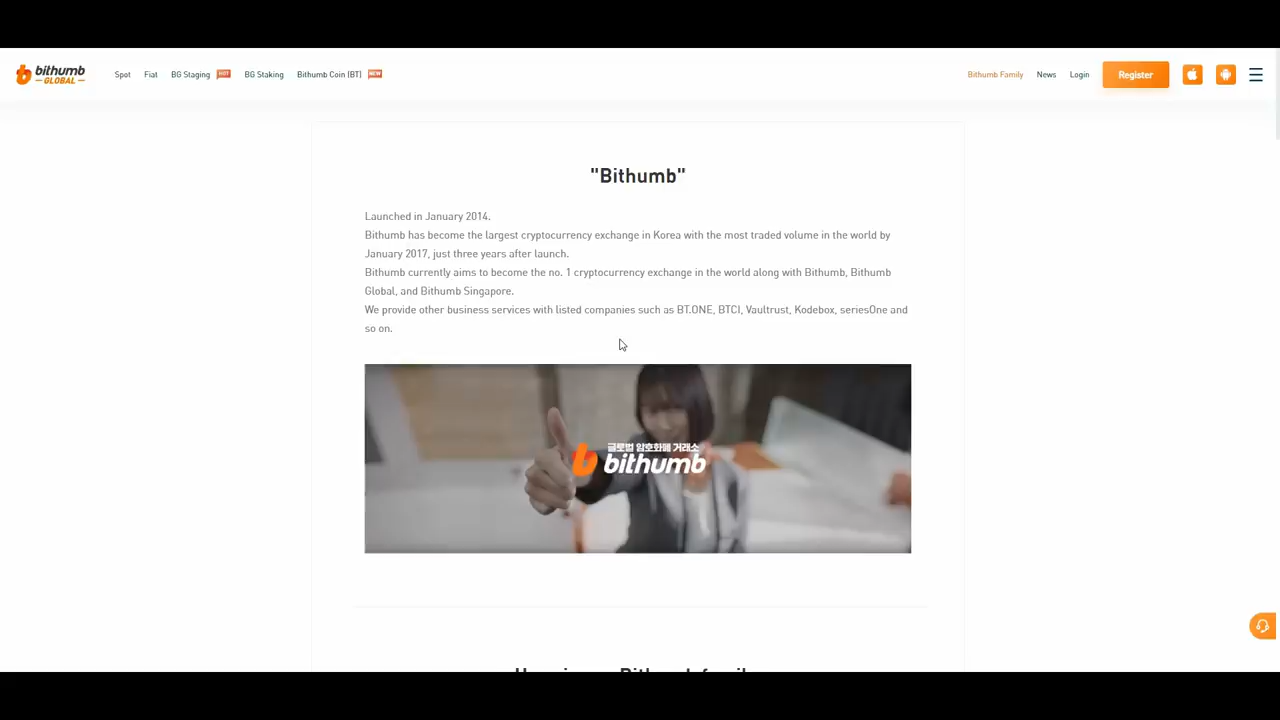 bithumb
GLOBAL
Spot Fiat BG Staging HOT BG Staking Bithumb Coin (BT) NEW
Bithumb Family News Login Register
"Bithumb"
Launched in January 2014.
Bithumb has become the largest cryptocurrency exchange in Korea with the most traded volume in the world by
January 2017, just three years after launch.
Bithumb currently aims to become the no. 1 cryptocurrency exchange in the world along with Bithumb, Bithumb
Global, and Bithumb Singapore.
We provide other business services with listed companies such as BT.ONE, BTCI, Vaultrust, Kodebox, seriesOne and
so on.
글로벌 암호화폐 거래소
bithumb